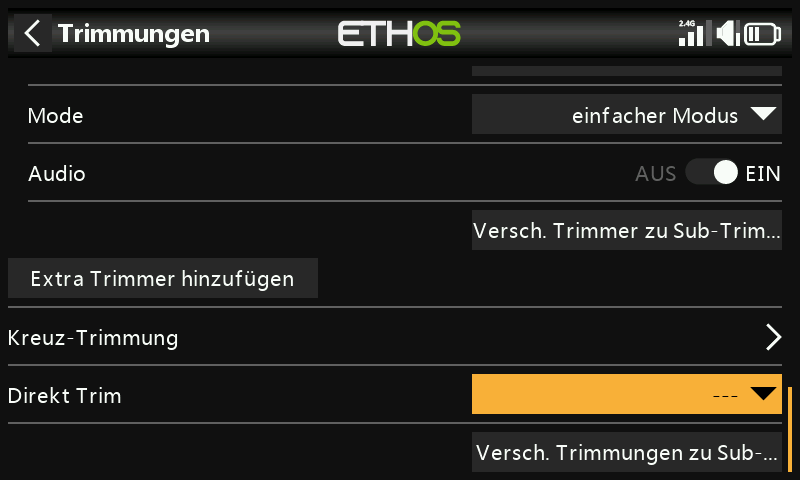 Trimmungen
ETHOS
2.4G
Mode
einfacher Modus
Audio
AUS
EIN
Versch. Trimmer zu Sub-Trim...
Extra Trimmer hinzufügen
Kreuz-Trimmung
Direkt Trim
---
Versch. Trimmungen zu Sub-...